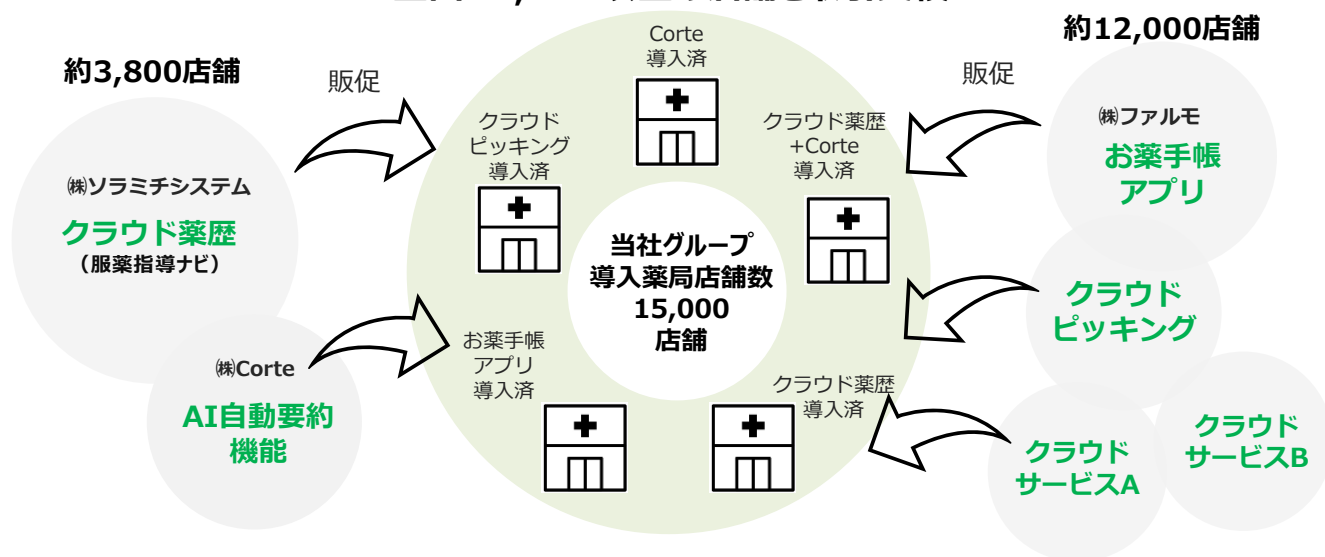 約3,800店舗
販促
㈱ソラミチシステム
クラウド薬歴
（服薬指導ナビ）
㈱Corte
AI自動要約
機能
Corte
導入済
クラウド
ピッキング
導入済
クラウド薬歴
+Corte
導入済
当社グループ
導入薬局店舗数
15,000
店舗
お薬手帳
アプリ
導入済
クラウド薬歴
導入済
約12,000店舗
販促
㈱ファルモ
お薬手帳
アプリ
クラウド
ピッキング
クラウド
サービスA
クラウド
サービスB